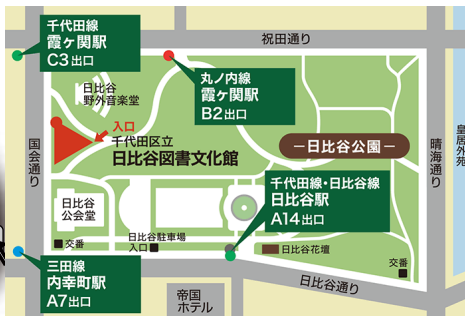 千代田線
霞ヶ関駅
C3出口
祝田通り
丸ノ内線
霞ヶ関駅
B2出口
日比谷
野外音楽堂
入口
千代田区立
日比谷図書文化館
国会通り
ー日比谷公園ー
晴海通り
皇居外苑
千代田線・日比谷線
日比谷駅
A14出口
日比谷
公会堂
日比谷駐車場
入口
交番
日比谷花壇
交番
三田線
内幸町駅
A7出口
日比谷通り
帝国
ホテル